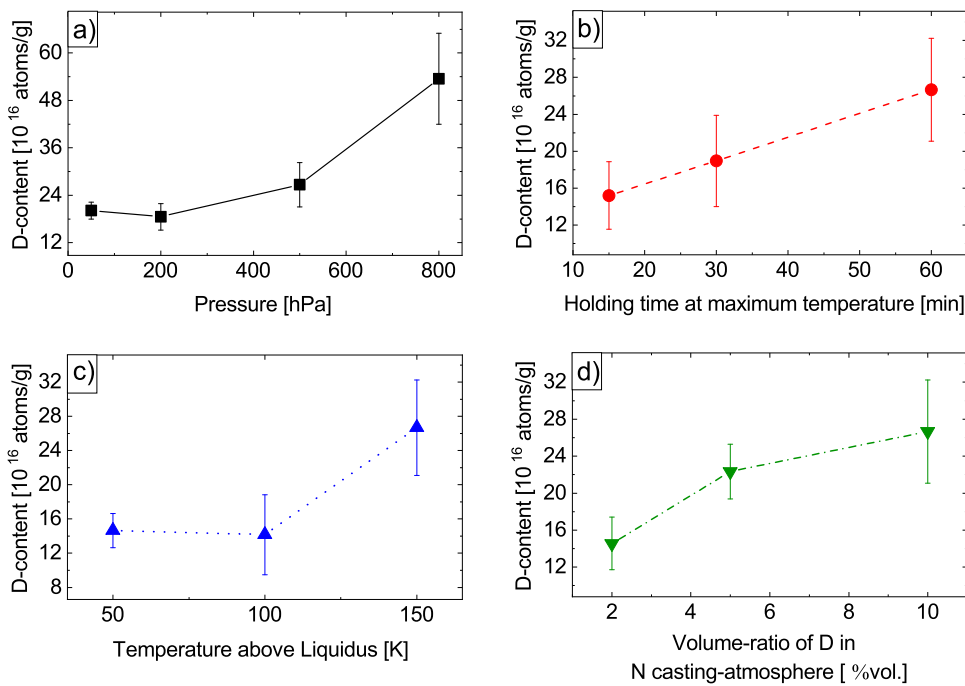 a)
D-content [10 16 atoms/g]
60
48
36
24
12
0 200 400 600 800
Pressure [hPa]
b)
D-content [10 16 atoms/g]
32
28
24
20
16
12
10 20 30 40 50 60
Holding time at maximum temperature [min]
c)
D-content [10 16 atoms/g]
32
28
24
20
16
12
8
50 100 150
Temperature above Liquidus [K]
d)
D-content [10 16 atoms/g]
32
28
24
20
16
12
2 4 6 8 10
Volume-ratio of D in
N casting-atmosphere [ %vol.]